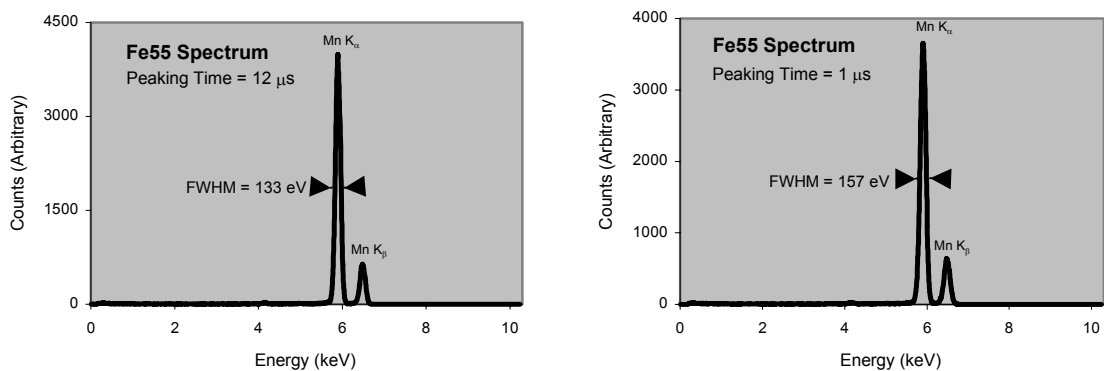 Fe55 Spectrum
Peaking Time = 12 μs
Mn Kα
FWHM = 133 eV
Mn Kβ
4500
3000
1500
0
Counts (Arbitrary)
0 2 4 6 8 10
Energy (keV)
Fe55 Spectrum
Peaking Time = 1 μs
Mn Kα
FWHM = 157 eV
Mn Kβ
4000
3000
2000
1000
0
Counts (Arbitrary)
0 2 4 6 8 10
Energy (keV)